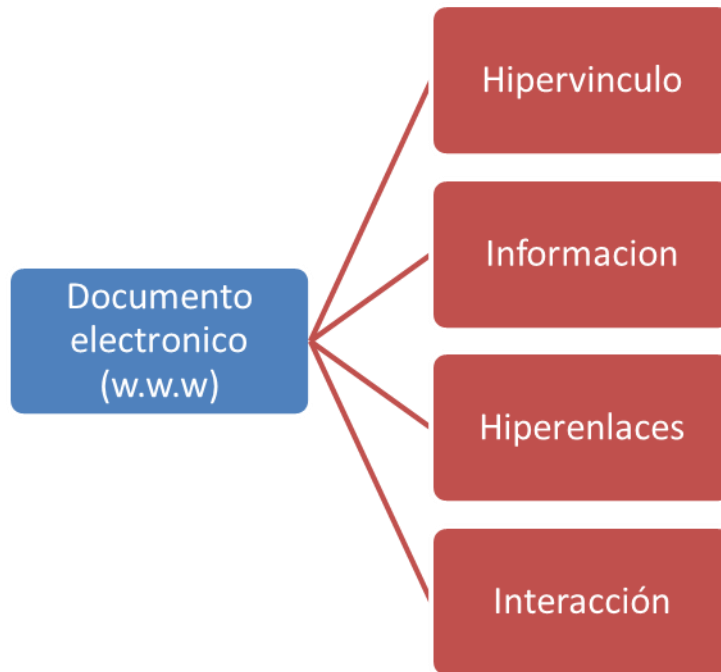 Hipervinculo
Informacion
Documento
electronico
(w.w.w)
Hiperenlaces
Interacción